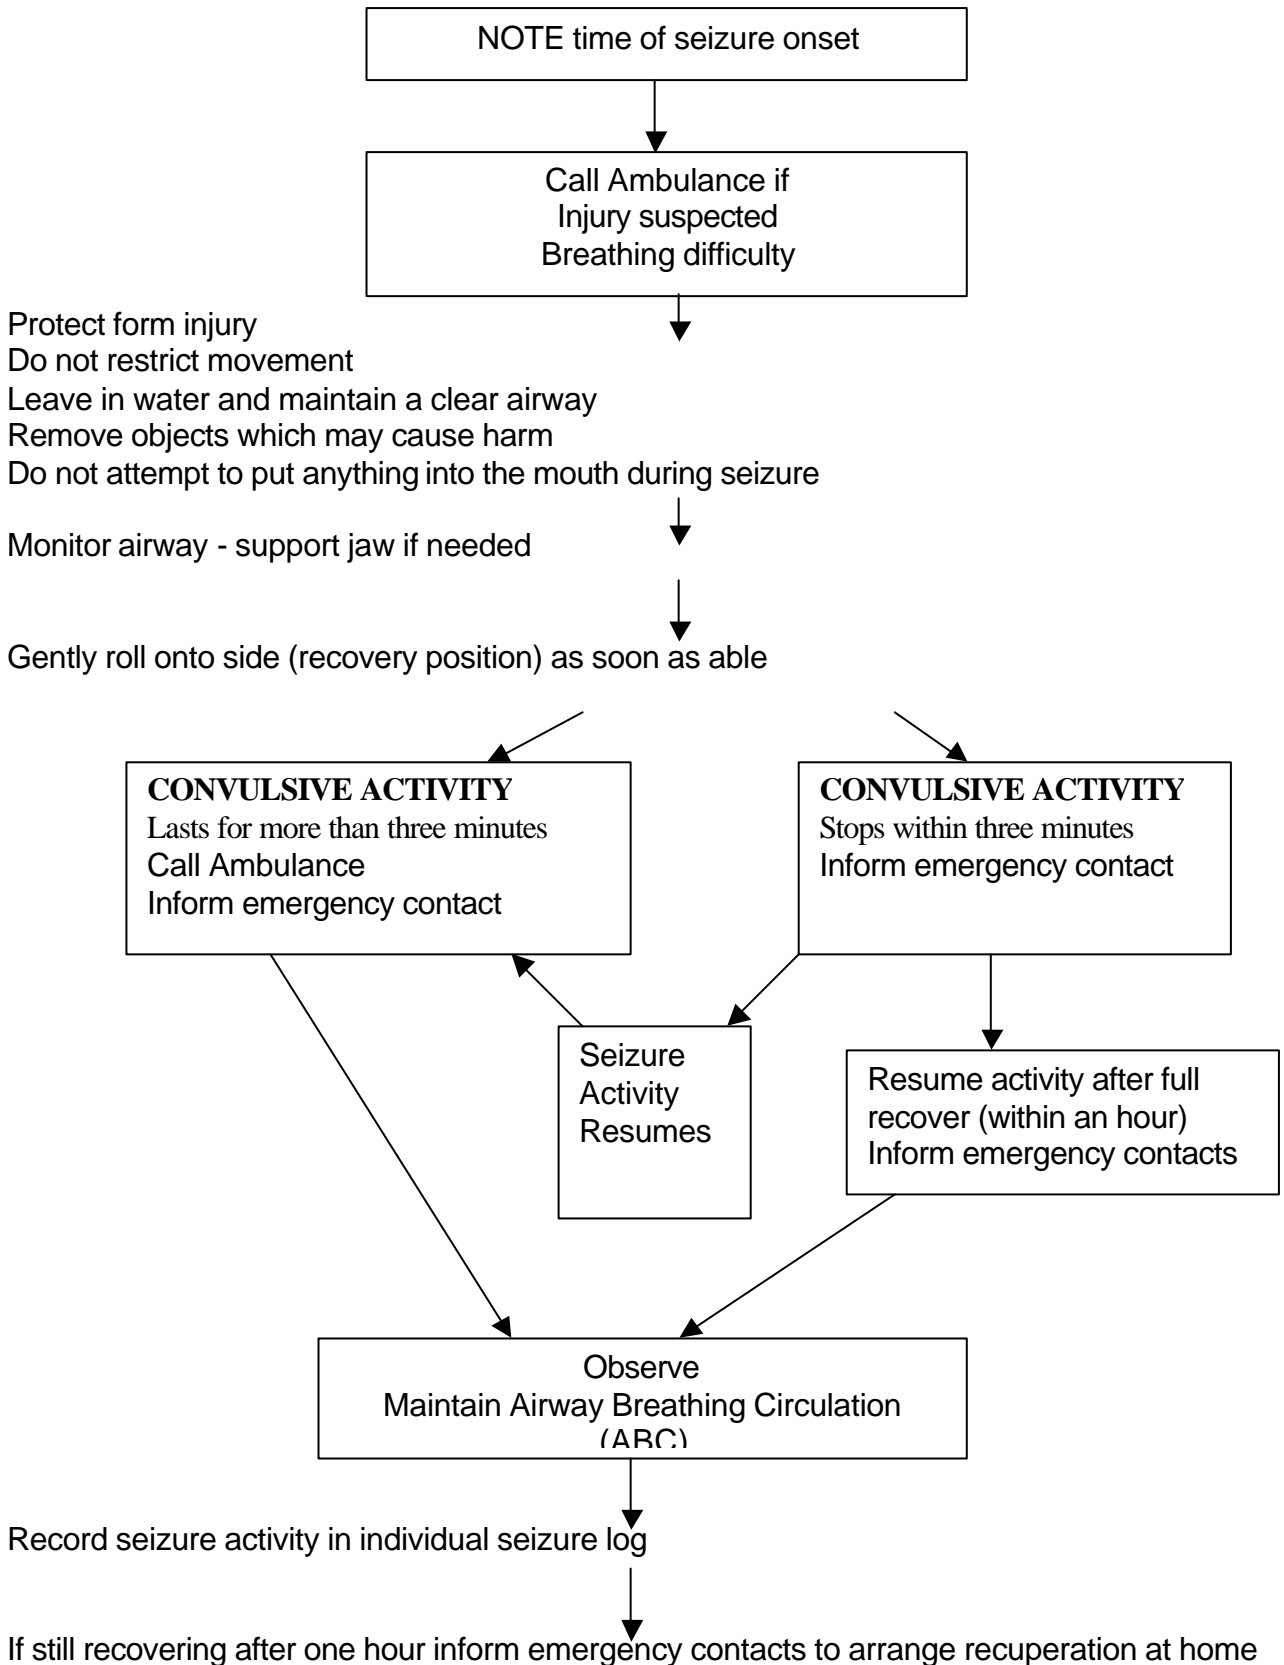 NOTE time of seizure onset
Call Ambulance if
Injury suspected
Breathing difficulty
Protect form injury
Do not restrict movement
Leave in water and maintain a clear airway
Remove objects which may cause harm
Do not attempt to put anything into the mouth during seizure
Monitor airway - support jaw if needed
Gently roll onto side (recovery position) as soon as able
CONVULSIVE ACTIVITY
Lasts for more than three minutes
Call Ambulance
Inform emergency contact
CONVULSIVE ACTIVITY
Stops within three minutes
Inform emergency contact
Seizure
Activity
Resumes
Resume activity after full
recover (within an hour)
Inform emergency contacts
Observe
Maintain Airway Breathing Circulation
(ABC)
Record seizure activity in individual seizure log
If still recovering after one hour inform emergency contacts to arrange recuperation at home